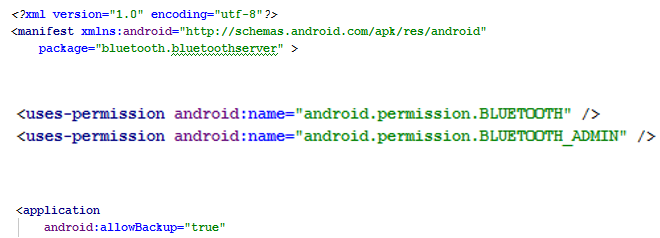 <?xml version="1.0" encoding="utf-8"?>
<manifest xmlns:android="http://schemas.android.com/apk/res/android"
package="bluetooth.bluetoothserver" >
<uses-permission android:name="android.permission.BLUETOOTH" />
<uses-permission android:name="android.permission.BLUETOOTH_ADMIN" />
<application
android:allowBackup="true"